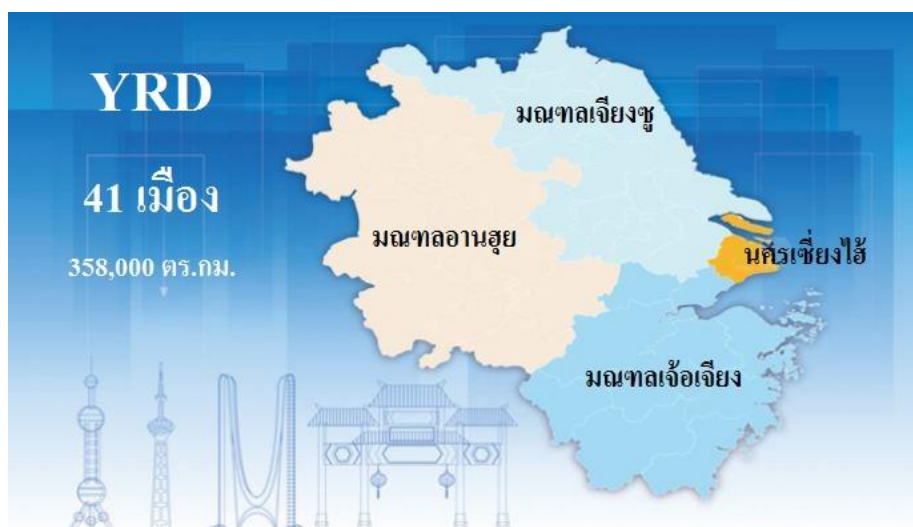 YRD
41 เมือง
358,000 ตร.กม.
มณฑลเจียงซู
มณฑลอานฮุย
นครเซี่ยงไฮ้
มณฑลเจ้อเจียง